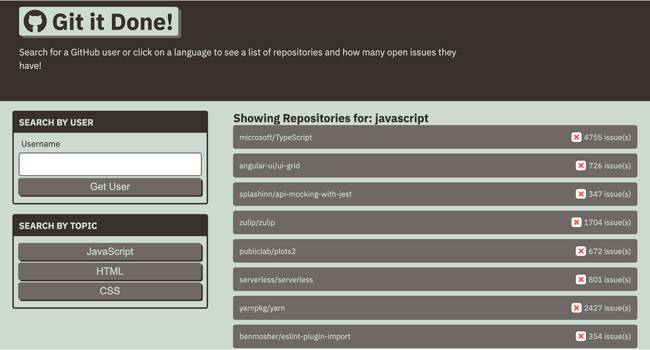 Git it Done!
Search for a GitHub user or click on a language to see a list of repositories and how many open issues they
have!
SEARCH BY USER
Username
Get User
SEARCH BY TOPIC
JavaScript
HTML
CSS
Showing Repositories for: javascript
microsoft/TypeScript 4755 issue(s)
angular-ui/ui-grid 726 issue(s)
splashinn/api-mocking-with-jest 347 issue(s)
zulip/zulip 1704 issue(s)
publiclab/plots2 672 issue(s)
serverless/serverless 801 issue(s)
yarnpkg/yarn 2427 issue(s)
benmosher/eslint-plugin-import 354 issue(s)